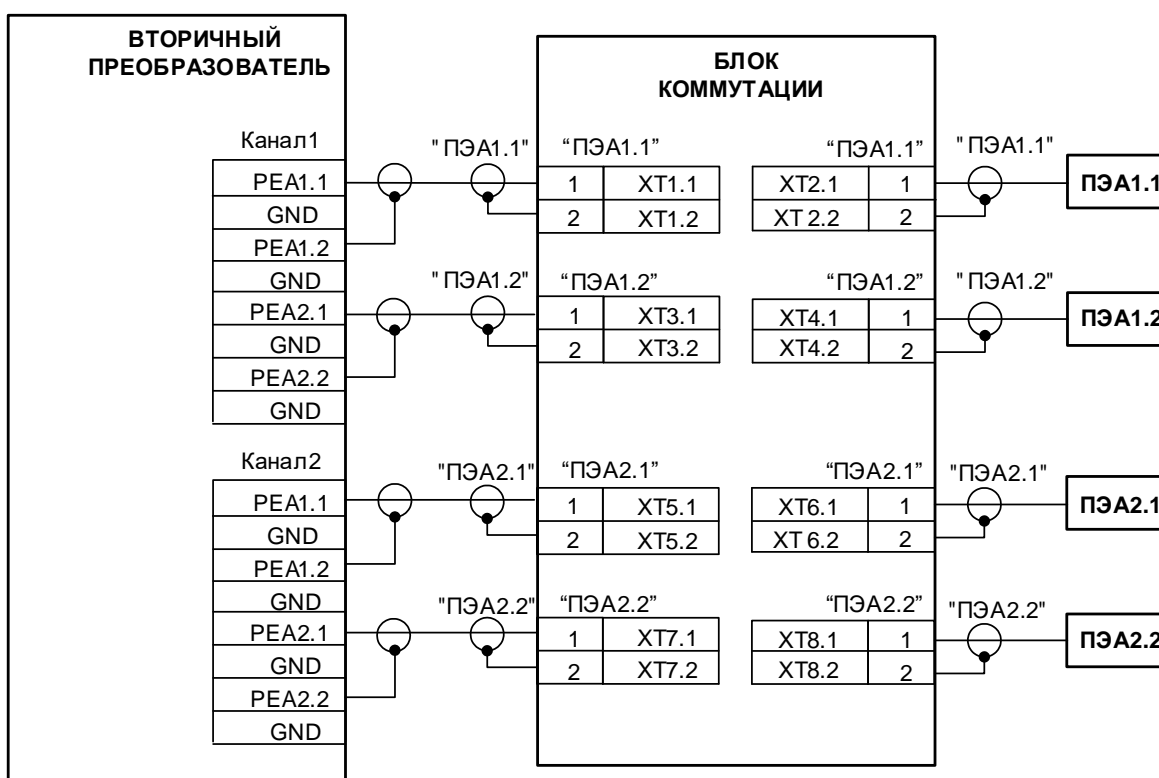 ВТОРИЧНЫЙ
ПРЕОБРАЗОВАТЕЛЬ
БЛОК
КОММУТАЦИИ
Канал1 "ПЭА1.1" “ПЭА1.1” “ПЭА1.1” "ПЭА1.1"
PEA1.1 1 XT1.1 XT2.1 1 ПЭА1.1
GND 2 XT1.2 XT 2.2 2
PEA1.2
GND "ПЭА1.2" “ПЭА1.2” “ПЭА1.2” "ПЭА1.2"
PEA2.1 1 XT3.1 XT4.1 1 ПЭА1.2
GND 2 XT3.2 XT4.2 2
PEA2.2
GND
Канал2 "ПЭА2.1" “ПЭА2.1” “ПЭА2.1” "ПЭА2.1"
PEA1.1 1 XT5.1 XT6.1 1 ПЭА2.1
GND 2 XT5.2 XT 6.2 2
PEA1.2
GND "ПЭА2.2" “ПЭА2.2” “ПЭА2.2” "ПЭА2.2"
PEA2.1 1 XT7.1 XT8.1 1 ПЭА2.2
GND 2 XT7.2 XT8.2 2
PEA2.2
GND